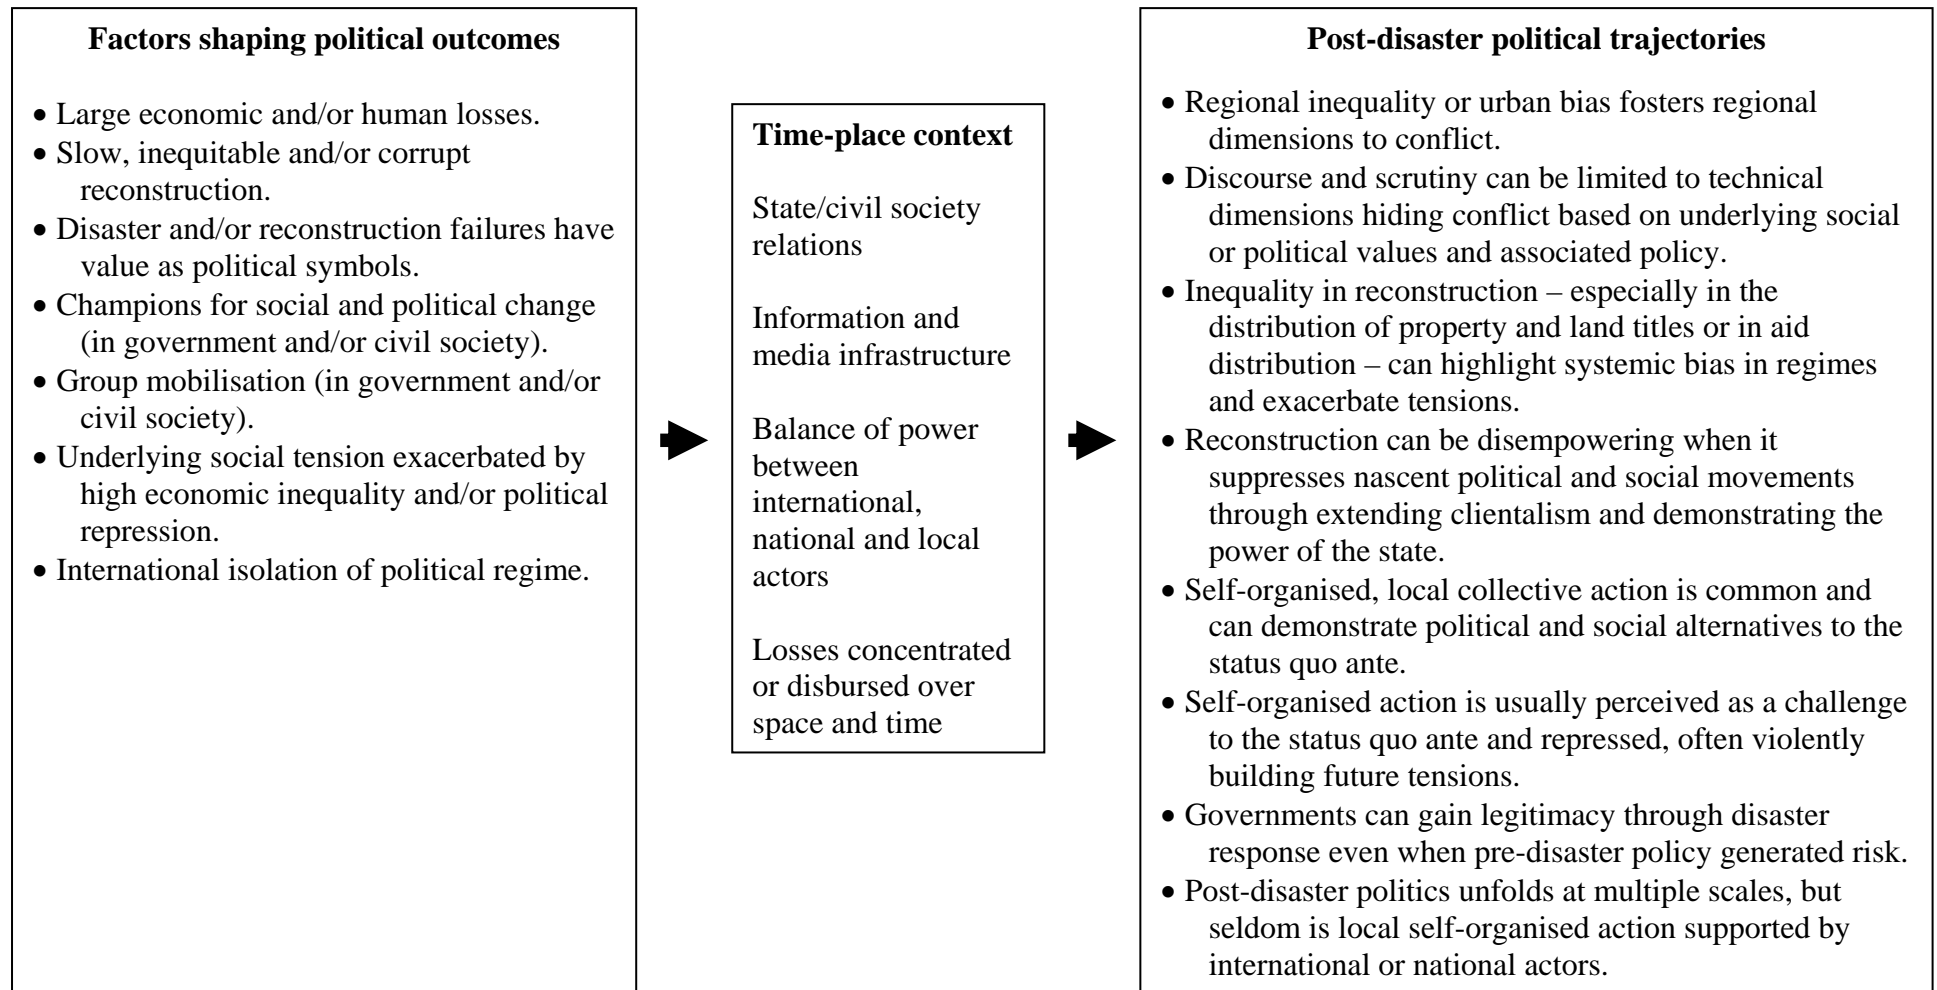 Factors shaping political outcomes
• Large economic and/or human losses.
• Slow, inequitable and/or corrupt
reconstruction.
• Disaster and/or reconstruction failures have
value as political symbols.
• Champions for social and political change
(in government and/or civil society).
• Group mobilisation (in government and/or
civil society).
• Underlying social tension exacerbated by
high economic inequality and/or political
repression.
• International isolation of political regime.
Time-place context
State/civil society
relations
Information and
media infrastructure
Balance of power
between
international,
national and local
actors
Losses concentrated
or disbursed over
space and time
Post-disaster political trajectories
• Regional inequality or urban bias fosters regional
dimensions to conflict.
• Discourse and scrutiny can be limited to technical
dimensions hiding conflict based on underlying social
or political values and associated policy.
• Inequality in reconstruction – especially in the
distribution of property and land titles or in aid
distribution – can highlight systemic bias in regimes
and exacerbate tensions.
• Reconstruction can be disempowering when it
suppresses nascent political and social movements
through extending clientalism and demonstrating the
power of the state.
• Self-organised, local collective action is common and
can demonstrate political and social alternatives to the
status quo ante.
• Self-organised action is usually perceived as a challenge
to the status quo ante and repressed, often violently
building future tensions.
• Governments can gain legitimacy through disaster
response even when pre-disaster policy generated risk.
• Post-disaster politics unfolds at multiple scales, but
seldom is local self-organised action supported by
international or national actors.